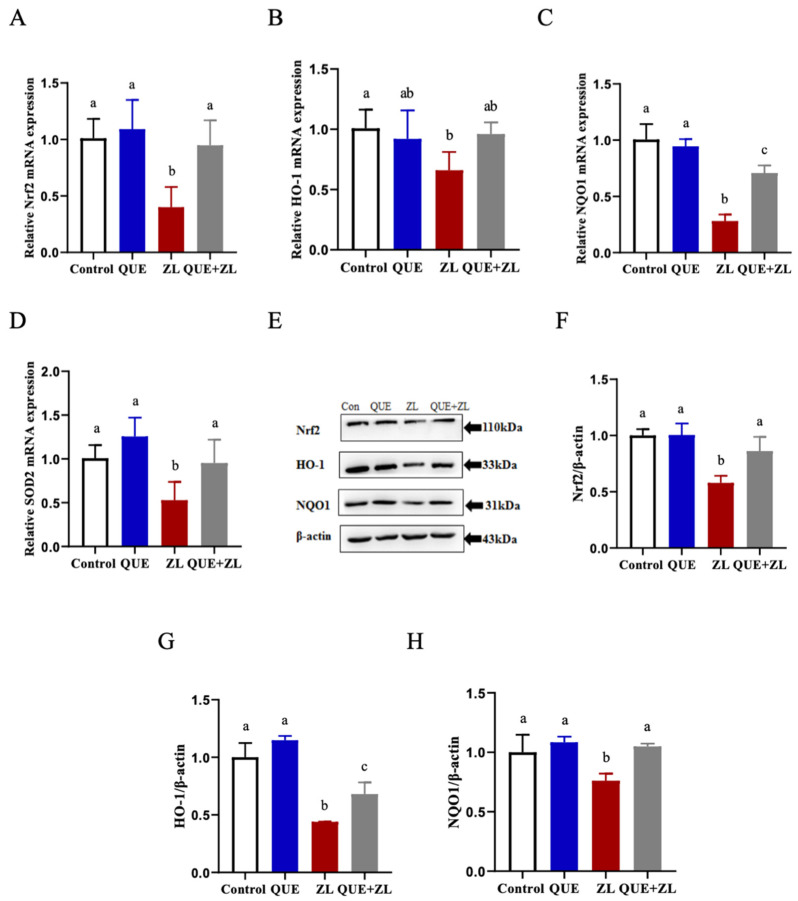 A
Relative Nrf2 mRNA expression
1.5
1.0
0.5
0.0
a
a
b
a
Control QUE ZL QUE+ZL
B
Relative HO-1 mRNA expression
1.5
1.0
0.5
0.0
a
ab
b
ab
Control QUE ZL QUE+ZL
C
Relative NQO1 mRNA expression
1.5
1.0
0.5
0.0
a
a
b
c
Control QUE ZL QUE+ZL
D
Relative SOD2 mRNA expression
2.0
1.5
1.0
0.5
0.0
a
a
b
a
Control QUE ZL QUE+ZL
E
Con QUE ZL QUE+ZL
Nrf2 110kDa
HO-1 33kDa
NQO1 31kDa
β-actin 43kDa
F
Nrf2/β-actin
1.5
1.0
0.5
0.0
a
a
b
a
Control QUE ZL QUE+ZL
G
HO-1/β-actin
1.5
1.0
0.5
0.0
a
a
b
c
Control QUE ZL QUE+ZL
H
NQO1/β-actin
1.5
1.0
0.5
0.0
a
a
b
a
Control QUE ZL QUE+ZL